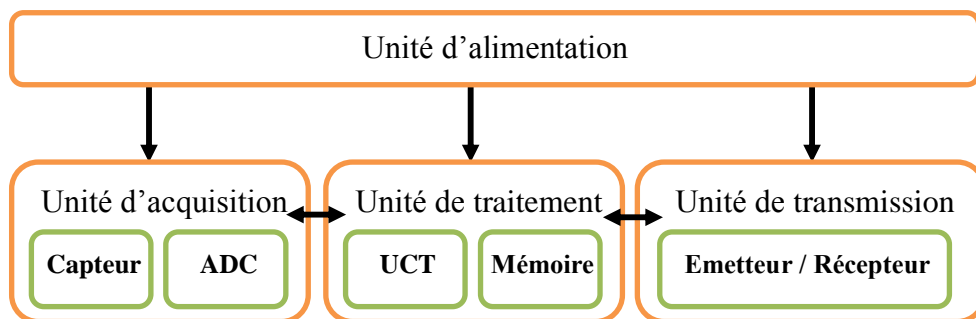 Unité d’alimentation
Unité d’acquisition
Capteur
ADC
Unité de traitement
UCT
Mémoire
Unité de transmission
Emetteur / Récepteur